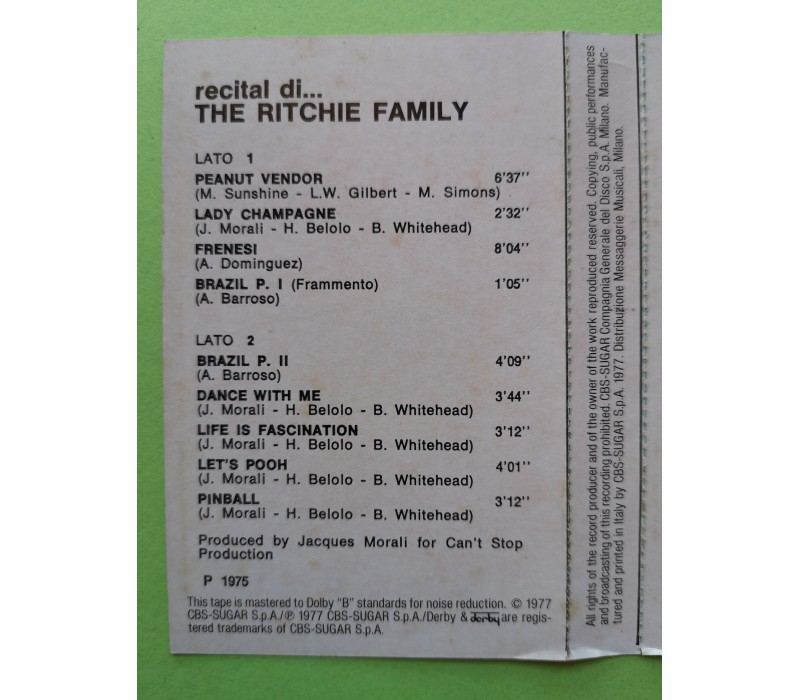 recital di...
THE RITCHIE FAMILY
LATO 1
PEANUT VENDOR 6'37''
(M. Sunshine - L.W. Gilbert - M. Simons)
LADY CHAMPAGNE 2'32''
(J. Morali - H. Belolo - B. Whitehead)
FRENESI 8'04''
(A. Dominguez)
BRAZIL P. I (Frammento) 1'05''
(A. Barroso)
LATO 2
BRAZIL P. II 4'09''
(A. Barroso)
DANCE WITH ME 3'44''
(J. Morali - H. Belolo - B. Whitehead)
LIFE IS FASCINATION 3'12''
(J. Morali - H. Belolo - B. Whitehead)
LET'S POOH 4'01''
(J. Morali - H. Belolo - B. Whitehead)
PINBALL 3'12''
(J. Morali - H. Belolo - B. Whitehead)
Produced by Jacques Morali for Can't Stop
Production
P 1975
This tape is mastered to Dolby "B" standards for noise reduction. © 1977
CBS-SUGAR S.p.A./℗ 1977 CBS-SUGAR S.p.A./Derby & derby are regis-
tered trademarks of CBS-SUGAR S.p.A.
All rights of the record producer and of the owner of the work reproduced reserved. Copying, public performances
and broadcasting of this recording prohibited. CBS-SUGAR Compagnia Generale del Disco S.p.A. Milano. Manufac-
tured and printed in Italy by CBS-SUGAR S.p.A. 1977. Distribuzione Messaggerie Musicali, Milano.